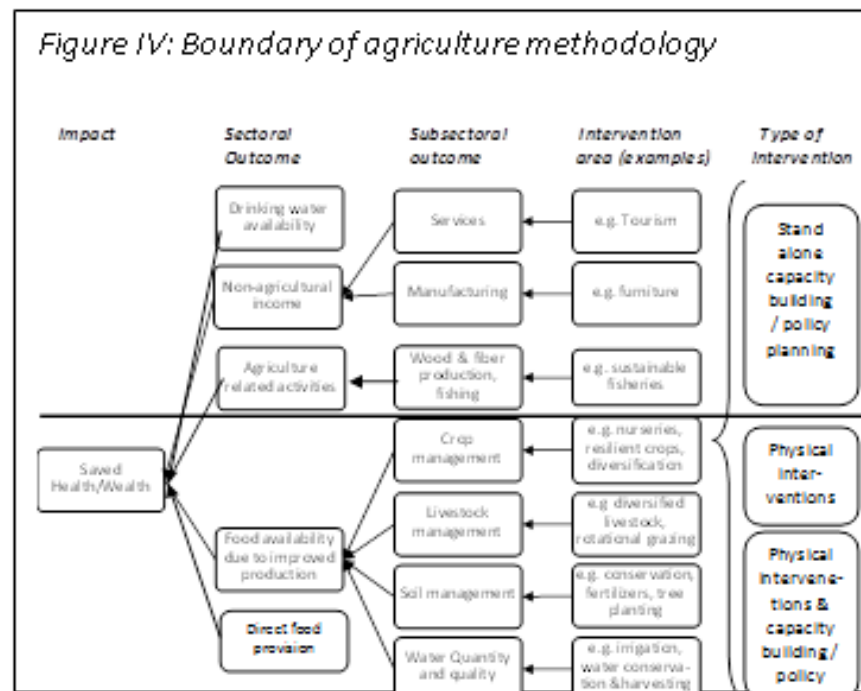 Figure IV: Boundary of agriculture methodology
Impact
Sectoral
Outcome
Subsectoral
outcome
Intervention
area (examples)
Type of
Intervention
Drinking water
availability
Services
e.g. Tourism
Stand
alone
capacity
building
/ policy
planning
Non-agricultural
income
Manufacturing
e.g. furniture
Agriculture
related activities
Wood & fiber
production,
fishing
e.g. sustainable
fisheries
Saved
Health/Wealth
Crop
management
e.g. nurseries,
resilient crops,
diversification
Physical
inter-
ventions
Food availability
due to improved
production
Livestock
management
e.g diversified
livestock,
rotational grazing
Soil management
e.g. conservation,
fertilizers, tree
planting
Physical
intervene-
tions &
capacity
building /
policy
Direct food
provision
Water Quantity
and quality
e.g. irrigation,
water conserva-
tion &harvesting